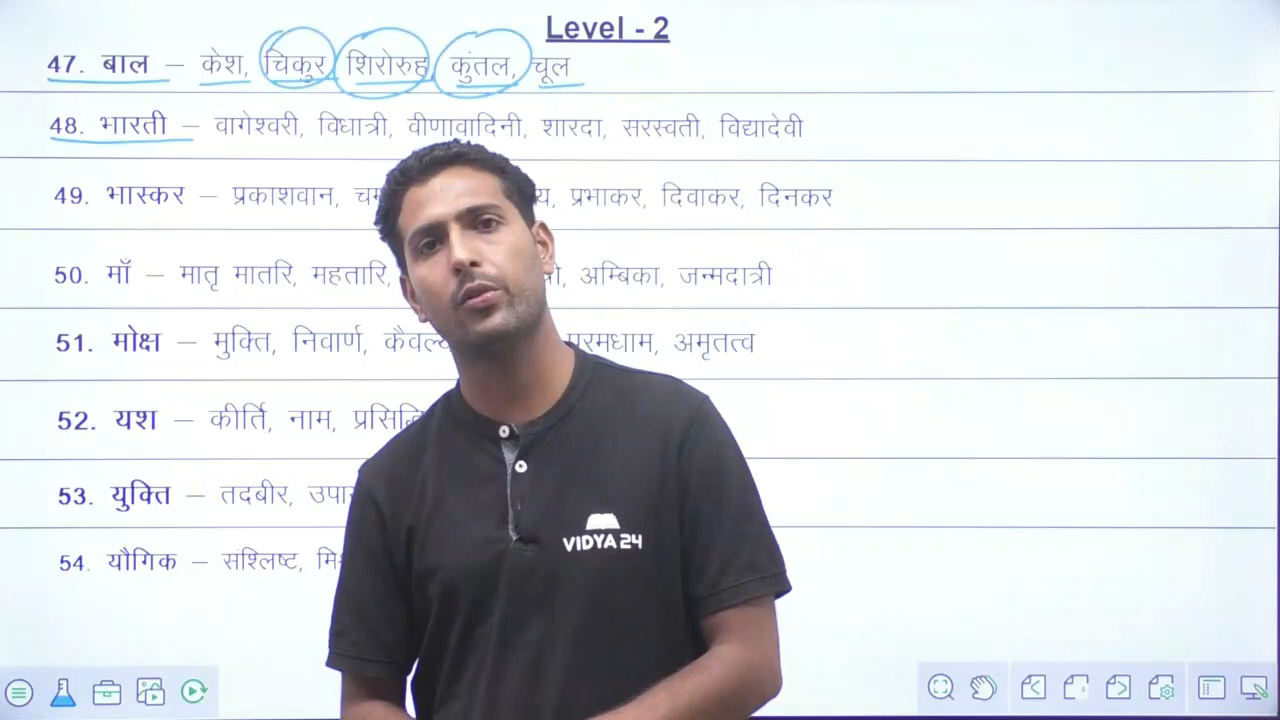 Level - 2
47. बाल – केश, चिकुर शिरोरुह, कुंतल, चूल
48. भारती – वागेश्वरी, विधात्री, वीणावादिनी, शारदा, सरस्वती, विद्यादेवी
49. भास्कर – प्रकाशवान, प्रभाकर, दिवाकर, दिनकर
50. माँ – मातृ मातरि, महतारि, अम्बिका, जन्मदात्री
51. मोक्ष – मुक्ति, निवार्ण, परमधाम, अमृतत्व
52. यश – कीर्ति, नाम,
53. युक्ति – तदबीर,
54. यौगिक – संश्लिष्ट,
VIDYA 24